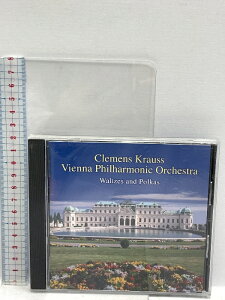 Clemens Krauss
Vienna Philharmonic Orchestra
Waltzes and Polkas